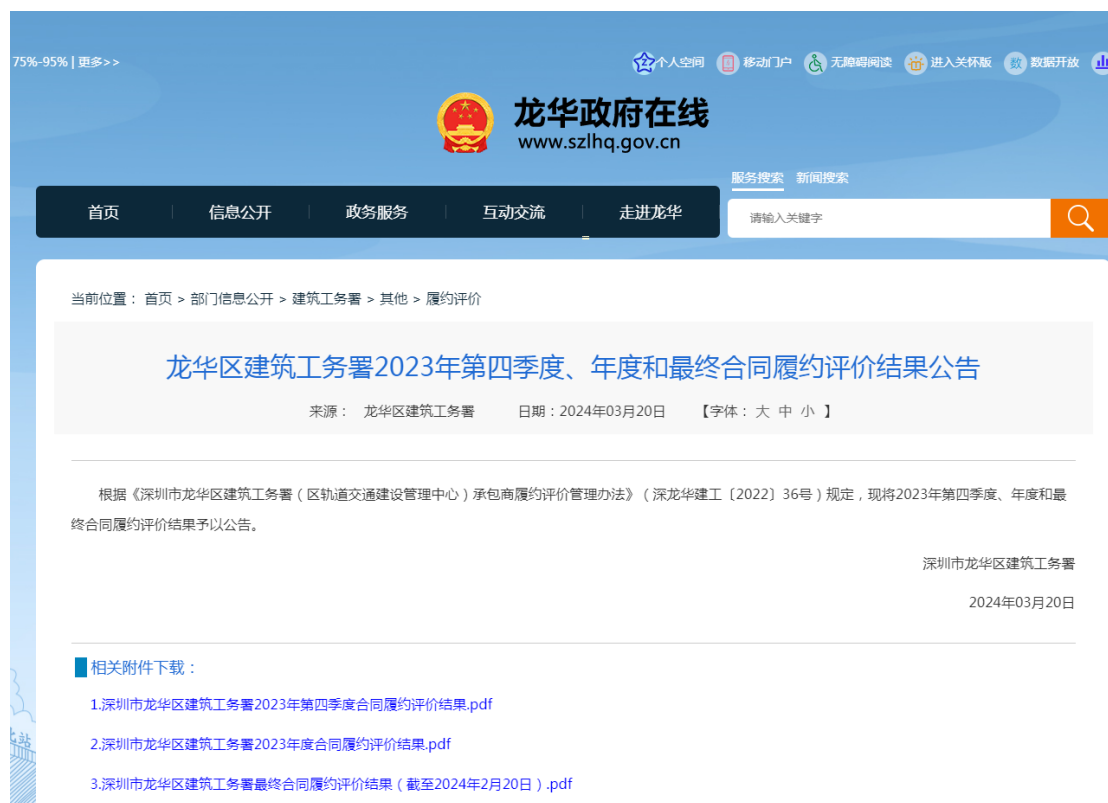 75%-95% | 更多>>
个人空间 移动门户 无障碍阅读 进入关怀版 数 数据开放
龙华政府在线
www.szlhq.gov.cn
服务搜索 新闻搜索
首页 信息公开 政务服务 互动交流 走进龙华
请输入关键字
当前位置： 首页 > 部门信息公开 > 建筑工务署 > 其他 > 履约评价
龙华区建筑工务署2023年第四季度、年度和最终合同履约评价结果公告
来源： 龙华区建筑工务署 日期：2024年03月20日 【字体： 大 中 小 】
根据《深圳市龙华区建筑工务署（区轨道交通建设管理中心）承包商履约评价管理办法》（深龙华建工〔2022〕36号）规定，现将2023年第四季度、年度和最
终合同履约评价结果予以公告。
深圳市龙华区建筑工务署
2024年03月20日
相关附件下载：
1.深圳市龙华区建筑工务署2023年第四季度合同履约评价结果.pdf
2.深圳市龙华区建筑工务署2023年度合同履约评价结果.pdf
3.深圳市龙华区建筑工务署最终合同履约评价结果（截至2024年2月20日）.pdf